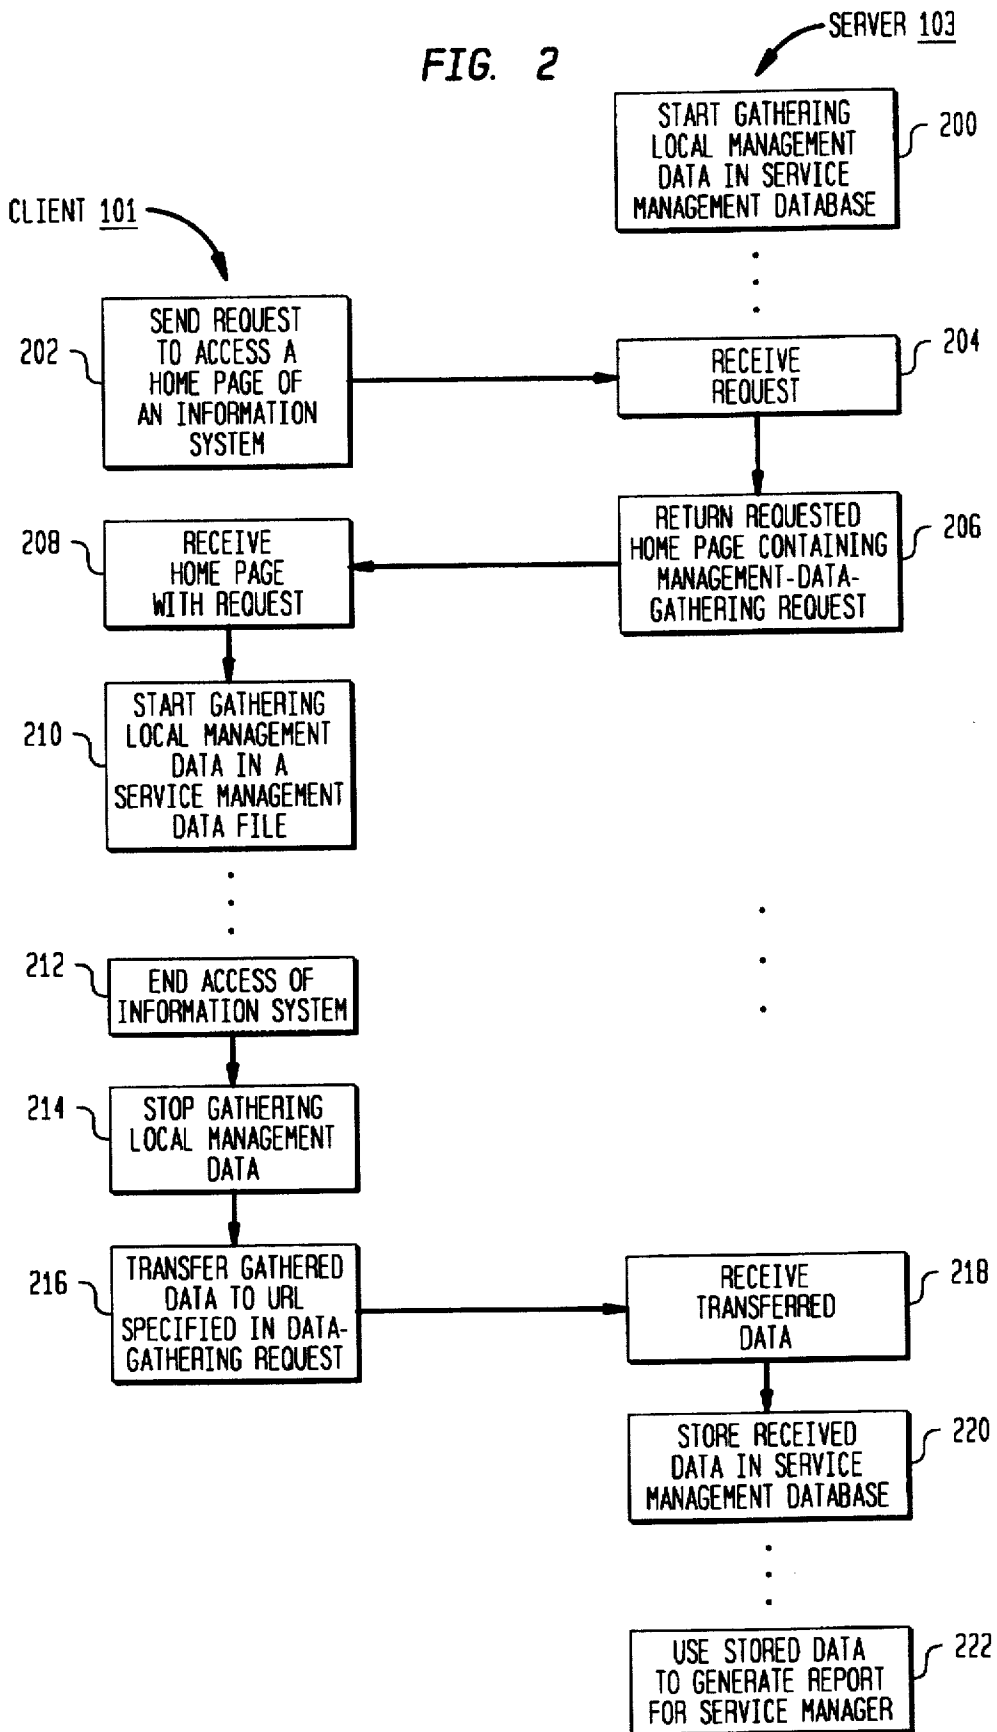 FIG. 2
SERVER 103
START GATHERING
LOCAL MANAGEMENT
DATA IN SERVICE
MANAGEMENT DATABASE
200
CLIENT 101
SEND REQUEST
TO ACCESS A
HOME PAGE OF
AN INFORMATION
SYSTEM
202
RECEIVE
REQUEST
204
RETURN REQUESTED
HOME PAGE CONTAINING
MANAGEMENT-DATA-
GATHERING REQUEST
206
208
RECEIVE
HOME PAGE
WITH REQUEST
210
START GATHERING
LOCAL MANAGEMENT
DATA IN A
SERVICE MANAGEMENT
DATA FILE
212
END ACCESS OF
INFORMATION SYSTEM
214
STOP GATHERING
LOCAL MANAGEMENT
DATA
216
TRANSFER GATHERED
DATA TO URL
SPECIFIED IN DATA-
GATHERING REQUEST
RECEIVE
TRANSFERRED
DATA
218
STORE RECEIVED
DATA IN SERVICE
MANAGEMENT DATABASE
220
USE STORED DATA
TO GENERATE REPORT
FOR SERVICE MANAGER
222